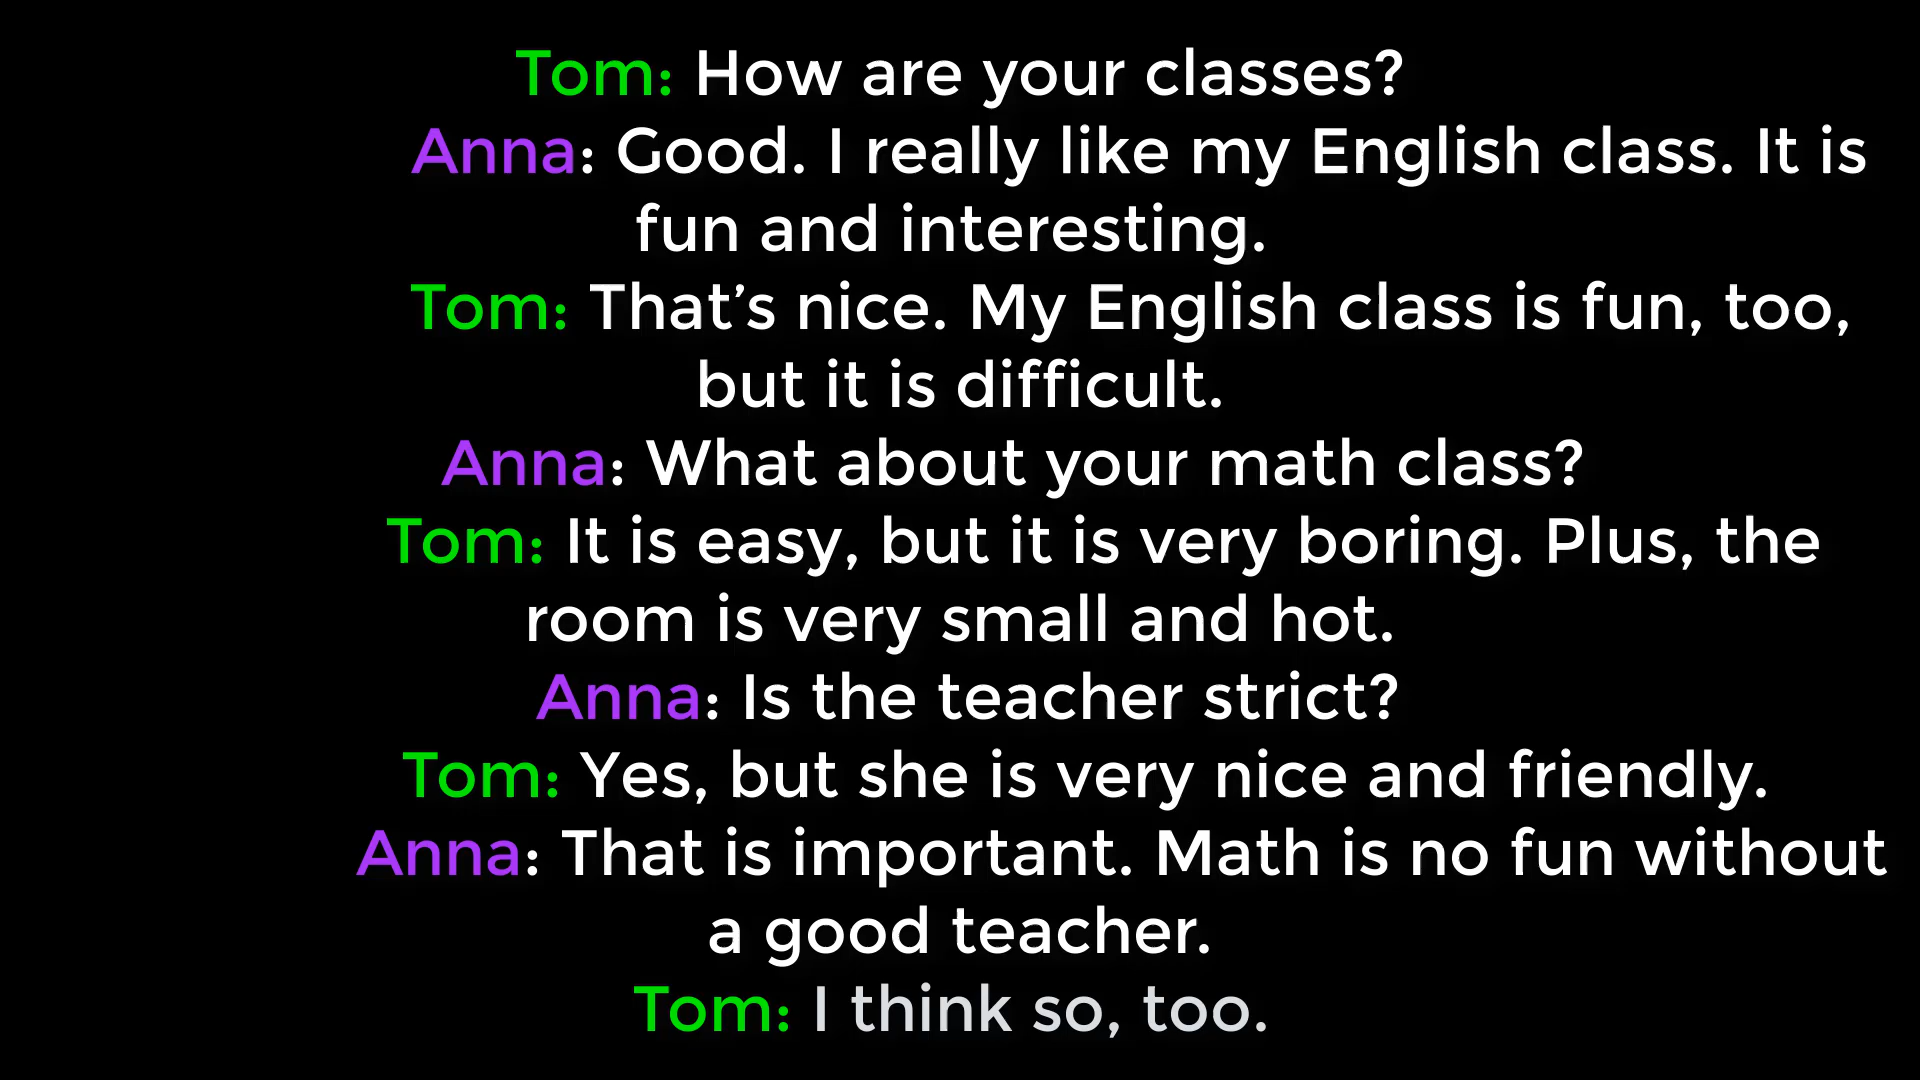 Tom: How are your classes?
Anna: Good. I really like my English class. It is
fun and interesting.
Tom: That’s nice. My English class is fun, too,
but it is difficult.
Anna: What about your math class?
Tom: It is easy, but it is very boring. Plus, the
room is very small and hot.
Anna: Is the teacher strict?
Tom: Yes, but she is very nice and friendly.
Anna: That is important. Math is no fun without
a good teacher.
Tom: I think so, too.